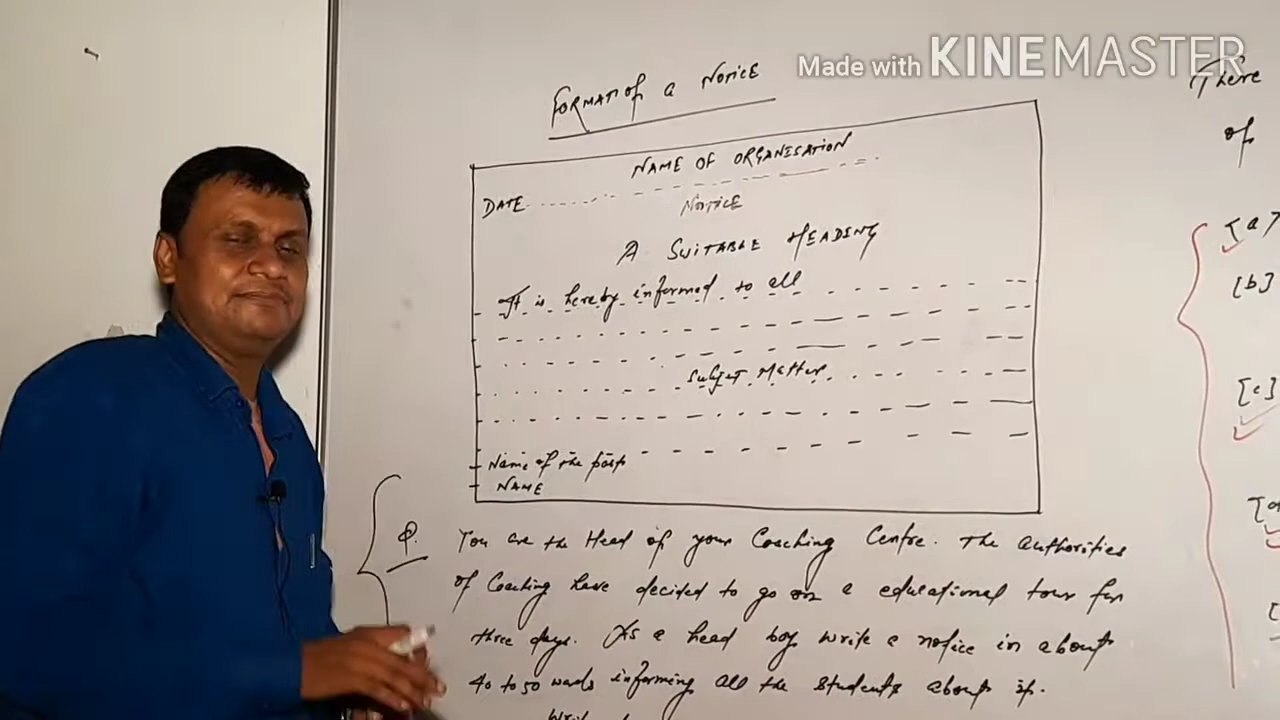 Made with KINEMASTER
FORMAT of a NOTICE
NAME OF ORGANISATION
DATE
NOTICE
A SUITABLE HEADING
It is hereby informed to all
Subject Matter
Name of the post
NAME
Q. You are the Head of your Coaching Centre. The authorities
of Coaching have decided to go on a educational tour for
three days. As a head boy write a notice in about
40 to 50 words informing all the students about it.
There
of
[a]
[b]
[c]